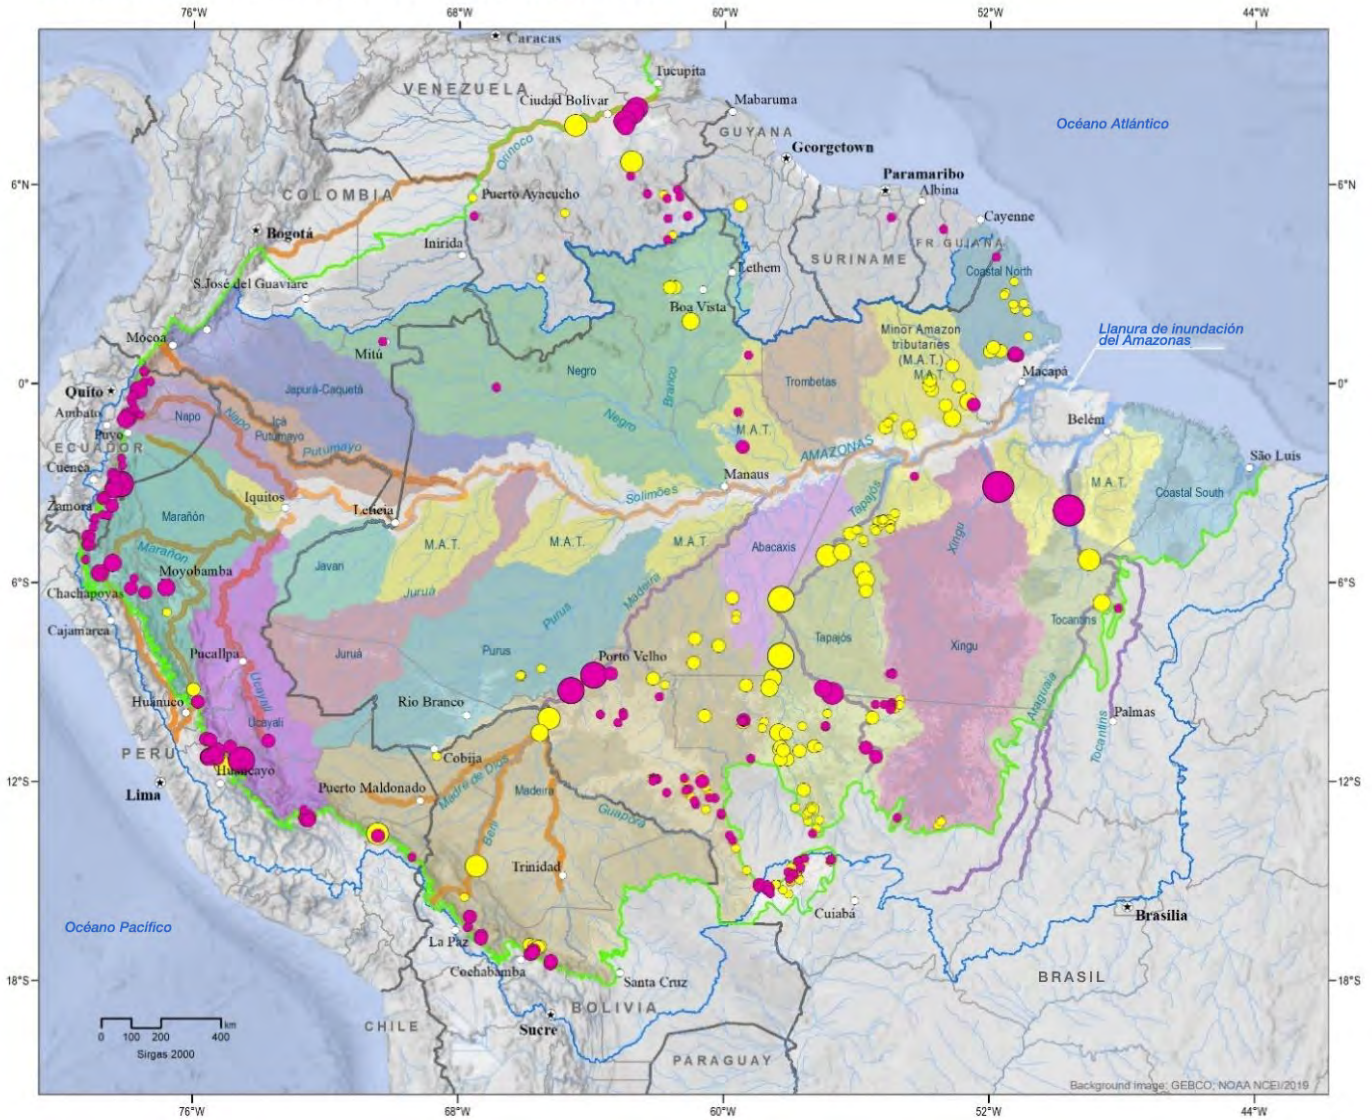 76°W
68°W
60°W
52°W
44°W
Caracas
Tucupita
VENEZUELA
Ciudad Bolivar
Mabaruma
Océano Atlántico
GUYANA
Georgetown
Orinoco
Paramaribo
6°N
6°N
COLOMBIA
Puerto Ayacucho
Albina
Cayenne
Bogotá
Inirida
FR. GUIANA
SURINAME
Lethem
Coastal North
S.José del Guaviare
Boa Vista
Llanura de inundación
del Amazonas
Minor Amazon
tributaries
(M.A.T.)
M.A.T.
Mocoa
Mitú
Negro
Branco
Trombetas
Macapá
0°
0°
Quito
Japurá-Caquetá
Ambato
Napo
Napo
Içá
Putumayo
Negro
Belém
Puyo
ECUADOR
Putumayo
M.A.T.
AMAZONAS
Cuenca
Manaus
São Luis
Zamora
Iquitos
Solimões
Tapajós
M.A.T.
Coastal South
Marañón
Leticia
Xingu
M.A.T.
M.A.T.
M.A.T.
Abacaxis
Marañon
Moyobamba
Javari
Madeira
6°S
6°S
Chachapoyas
Juruá
Purus
Cajamarca
Tocantins
Tapajós
Pucallpa
Juruá
Purus
Porto Velho
Xingu
Ucayali
Huánuco
Rio Branco
Araguaia
Palmas
Ucayali
Tocantins
PERU
Cobija
Huancayo
12°S
12°S
Lima
Puerto Maldonado
Madre de Dios
Madeira
Guaporé
Beni
Trinidad
Cuiabá
Brasília
Océano Pacífico
La Paz
Cochabamba
Santa Cruz
BRASIL
18°S
18°S
BOLIVIA
CHILE
Sucre
km
0 100 200 400
Sirgas 2000
PARAGUAY
Background image: GEBCO; NOAA NCEI/2019
76°W
68°W
60°W
52°W
44°W